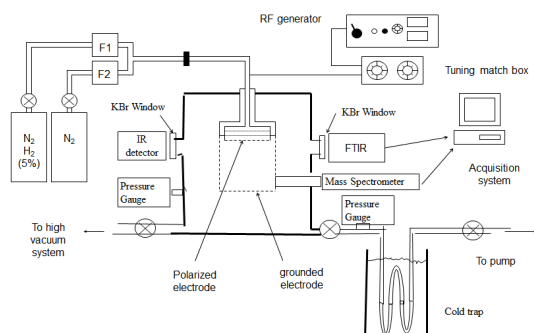 RF generator
F1
F2
Tuning match box
KBr Window
KBr Window
N2
H2
(5%)
N2
IR
detector
FTIR
Acquisition
system
Mass Spectrometer
Pressure
Gauge
Pressure
Gauge
To high
vacuum
system
Polarized
electrode
grounded
electrode
To pump
Cold trap